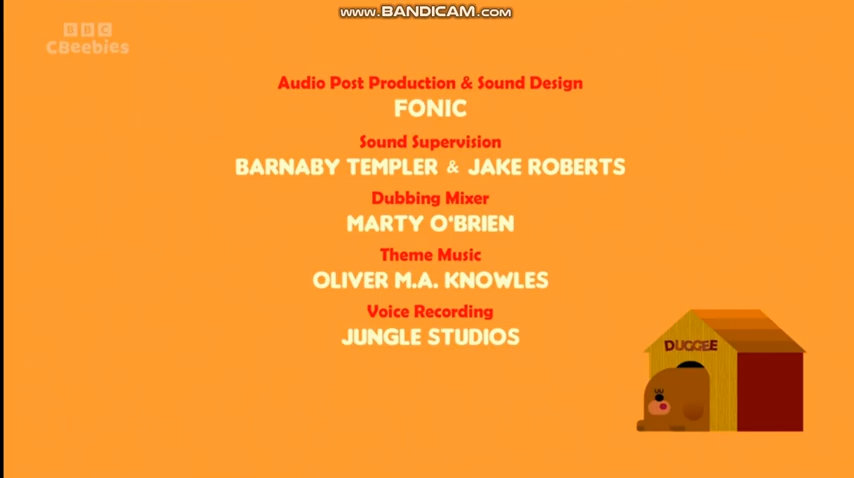 www.BANDICAM.com
BBC
CBeebies
Audio Post Production & Sound Design
FONIC
Sound Supervision
BARNABY TEMPLER & JAKE ROBERTS
Dubbing Mixer
MARTY O'BRIEN
Theme Music
OLIVER M.A. KNOWLES
Voice Recording
JUNGLE STUDIOS
DUGGEE